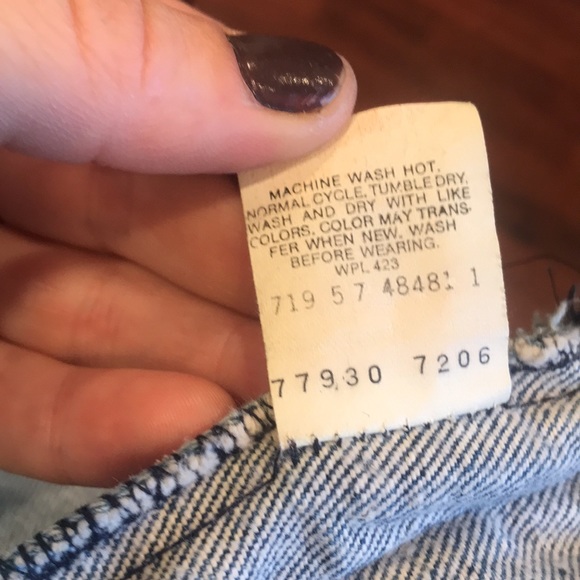 MACHINE WASH HOT.
NORMAL CYCLE. TUMBLE DRY.
WASH AND DRY WITH LIKE
COLORS. COLOR MAY TRANS-
FER WHEN NEW. WASH
BEFORE WEARING.
WPL 423
719 57 48481 1
77930 7206